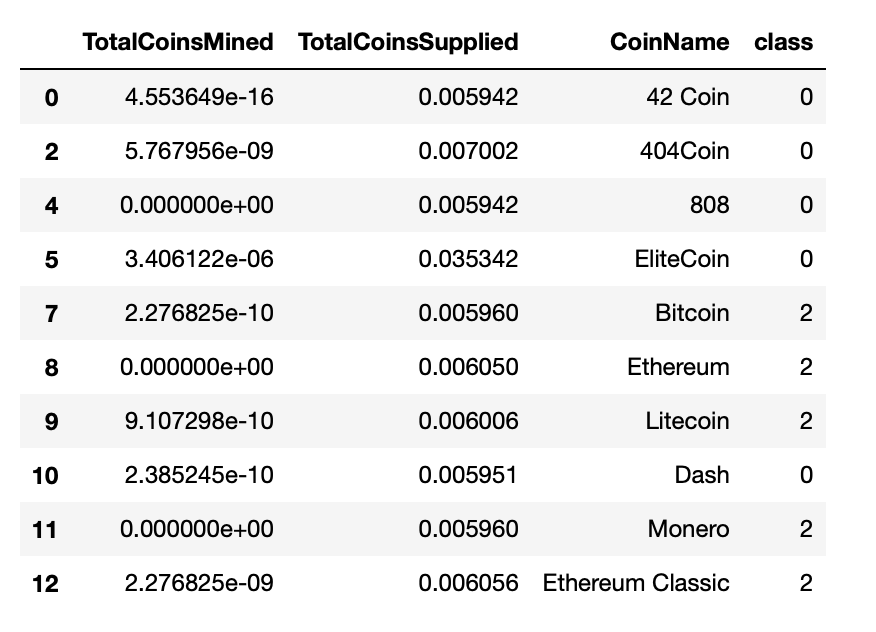 TotalCoinsMined TotalCoinsSupplied CoinName class
0 4.553649e-16 0.005942 42 Coin 0
2 5.767956e-09 0.007002 404Coin 0
4 0.000000e+00 0.005942 808 0
5 3.406122e-06 0.035342 EliteCoin 0
7 2.276825e-10 0.005960 Bitcoin 2
8 0.000000e+00 0.006050 Ethereum 2
9 9.107298e-10 0.006006 Litecoin 2
10 2.385245e-10 0.005951 Dash 0
11 0.000000e+00 0.005960 Monero 2
12 2.276825e-09 0.006056 Ethereum Classic 2